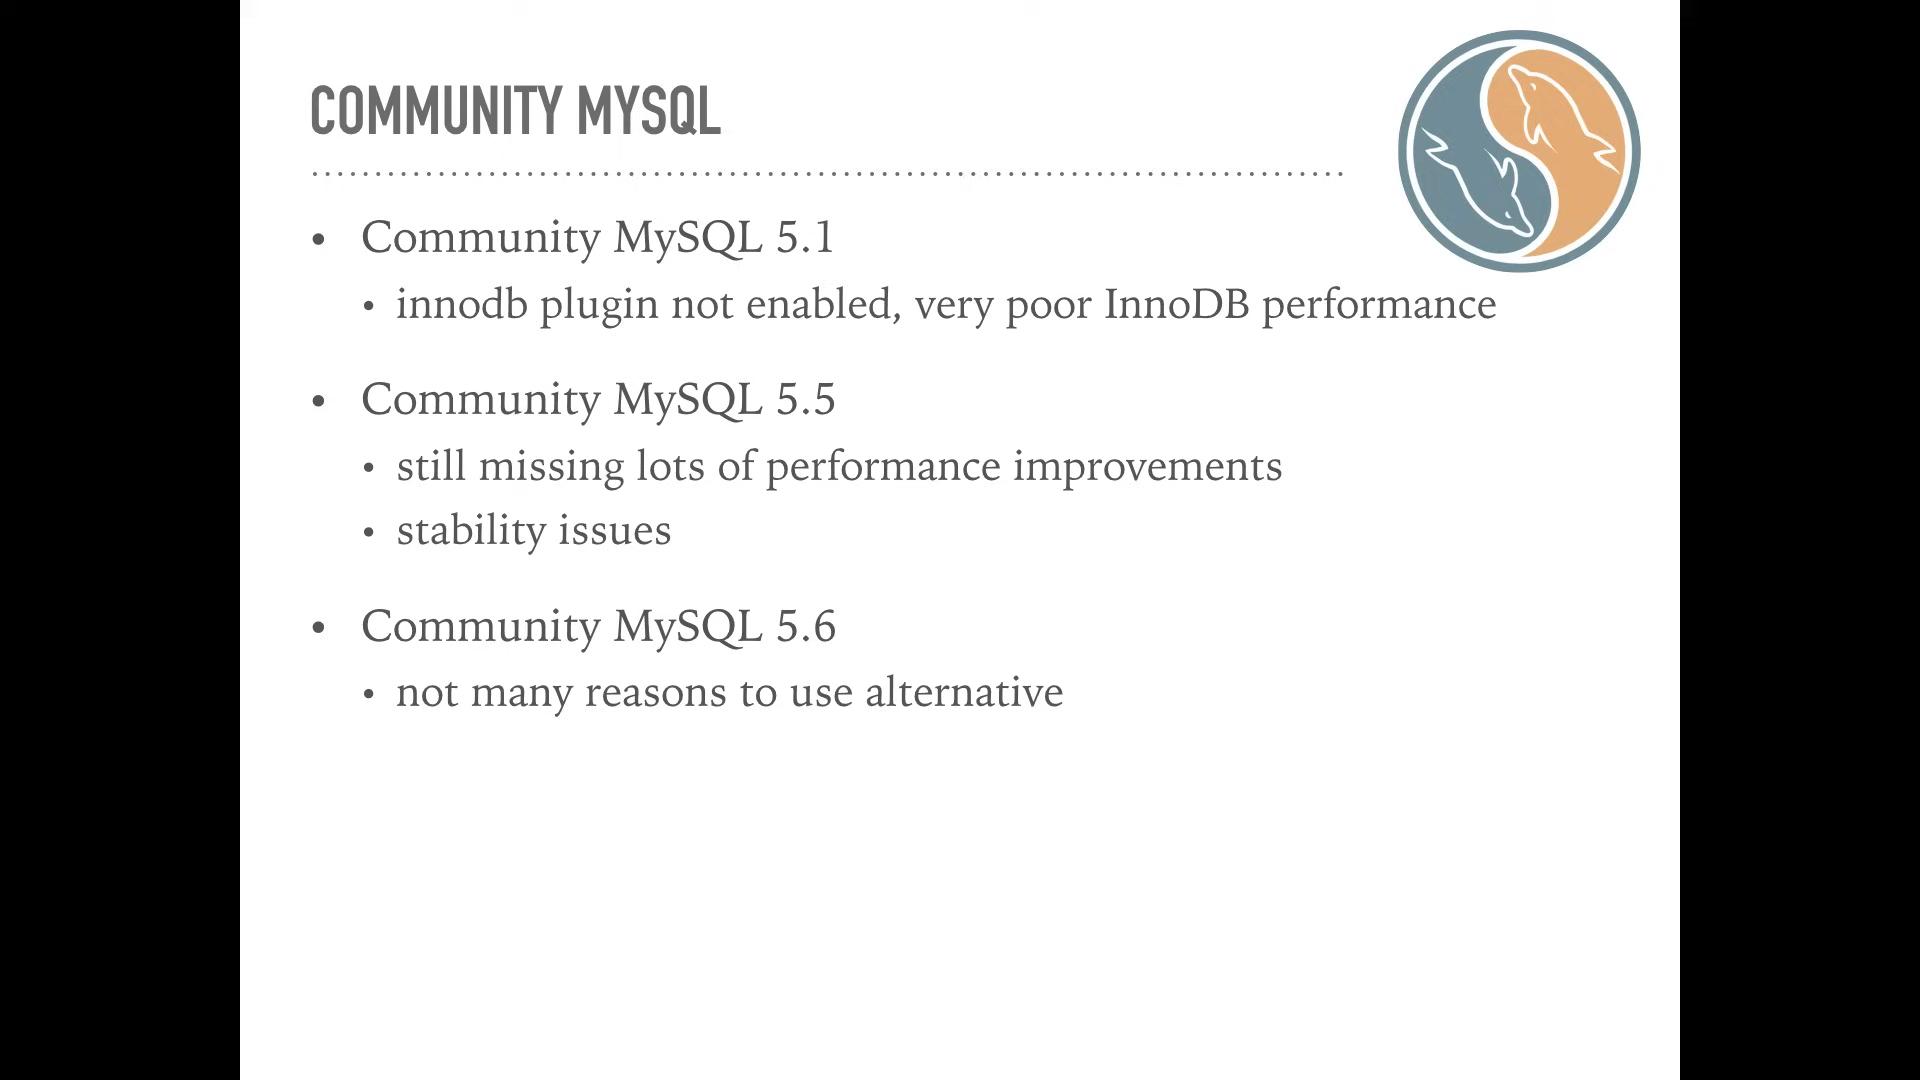 COMMUNITY MYSQL
• Community MySQL 5.1
• innodb plugin not enabled, very poor InnoDB performance
• Community MySQL 5.5
• still missing lots of performance improvements
• stability issues
• Community MySQL 5.6
• not many reasons to use alternative